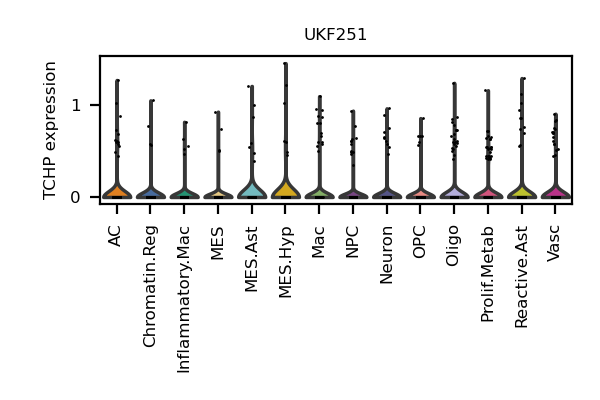 UKF251
TCHP expression
1
0
AC
Chromatin.Reg
Inflammatory.Mac
MES
MES.Ast
MES.Hyp
Mac
NPC
Neuron
OPC
Oligo
Prolif.Metab
Reactive.Ast
Vasc